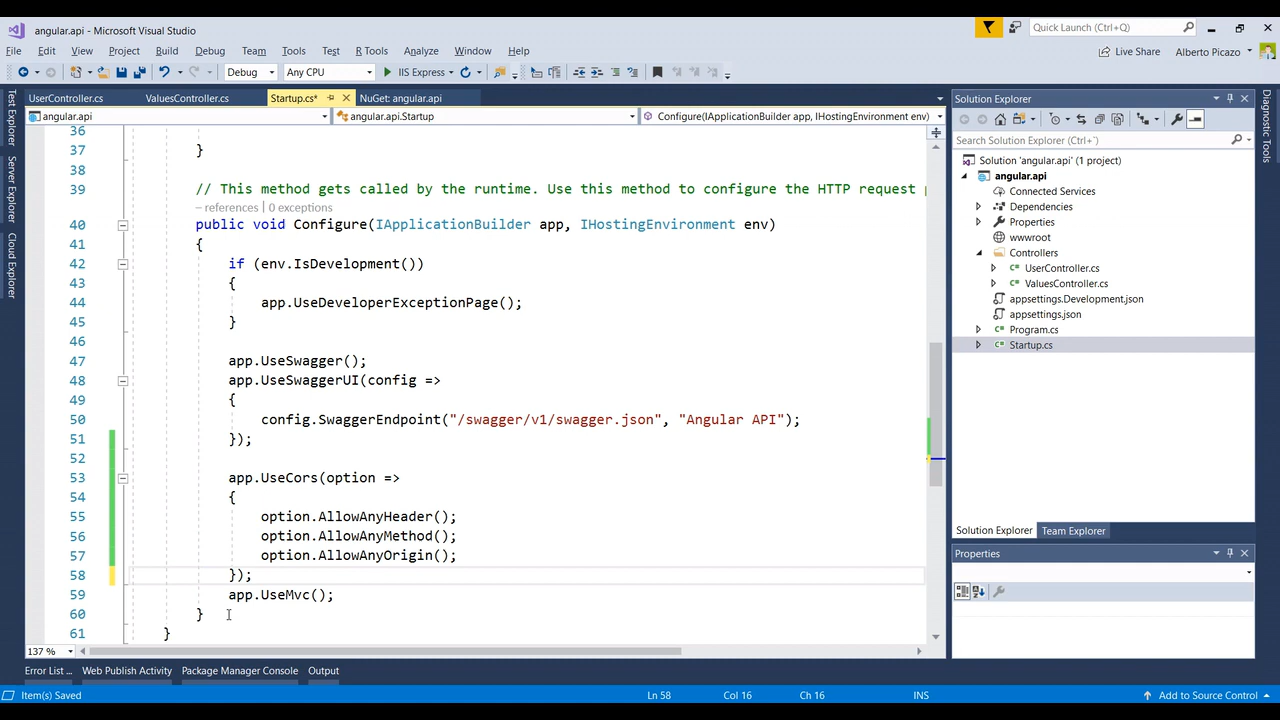 angular.api - Microsoft Visual Studio
Quick Launch (Ctrl+Q)
File Edit View Project Build Debug Team Tools Test R Tools Analyze Window Help
Live Share Alberto Picazo
Debug Any CPU IIS Express
Test Explorer
Server Explorer
Cloud Explorer
UserController.cs ValuesController.cs Startup.cs* NuGet: angular.api
angular.api angular.api.Startup Configure(IApplicationBuilder app, IHostingEnvironment env)
36
37 }
38
39 // This method gets called by the runtime. Use this method to configure the HTTP request
– references | 0 exceptions
40 public void Configure(IApplicationBuilder app, IHostingEnvironment env)
41 {
42 if (env.IsDevelopment())
43 {
44 app.UseDeveloperExceptionPage();
45 }
46
47 app.UseSwagger();
48 app.UseSwaggerUI(config =>
49 {
50 config.SwaggerEndpoint("/swagger/v1/swagger.json", "Angular API");
51 });
52
53 app.UseCors(option =>
54 {
55 option.AllowAnyHeader();
56 option.AllowAnyMethod();
57 option.AllowAnyOrigin();
58 });
59 app.UseMvc();
60 }
61 }
137 %
Solution Explorer
Search Solution Explorer (Ctrl+`)
Solution 'angular.api' (1 project)
angular.api
Connected Services
Dependencies
Properties
wwwroot
Controllers
UserController.cs
ValuesController.cs
appsettings.Development.json
appsettings.json
Program.cs
Startup.cs
Solution Explorer Team Explorer
Properties
Diagnostic Tools
Error List ... Web Publish Activity Package Manager Console Output
Item(s) Saved Ln 58 Col 16 Ch 16 INS Add to Source Control